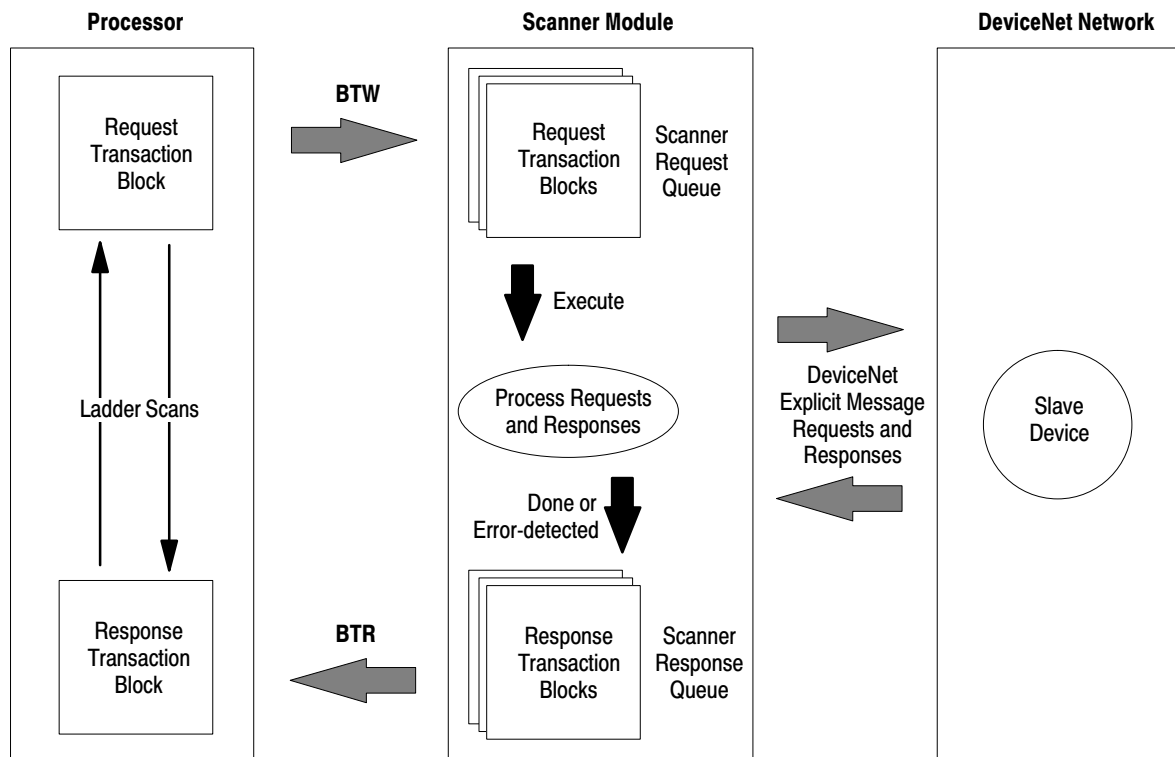 Processor
Scanner Module
DeviceNet Network
Request
Transaction
Block
BTW
Request
Transaction
Blocks
Scanner
Request
Queue
Execute
Ladder Scans
Process Requests
and Responses
DeviceNet
Explicit Message
Requests and
Responses
Slave
Device
Done or
Error-detected
Response
Transaction
Block
BTR
Response
Transaction
Blocks
Scanner
Response
Queue